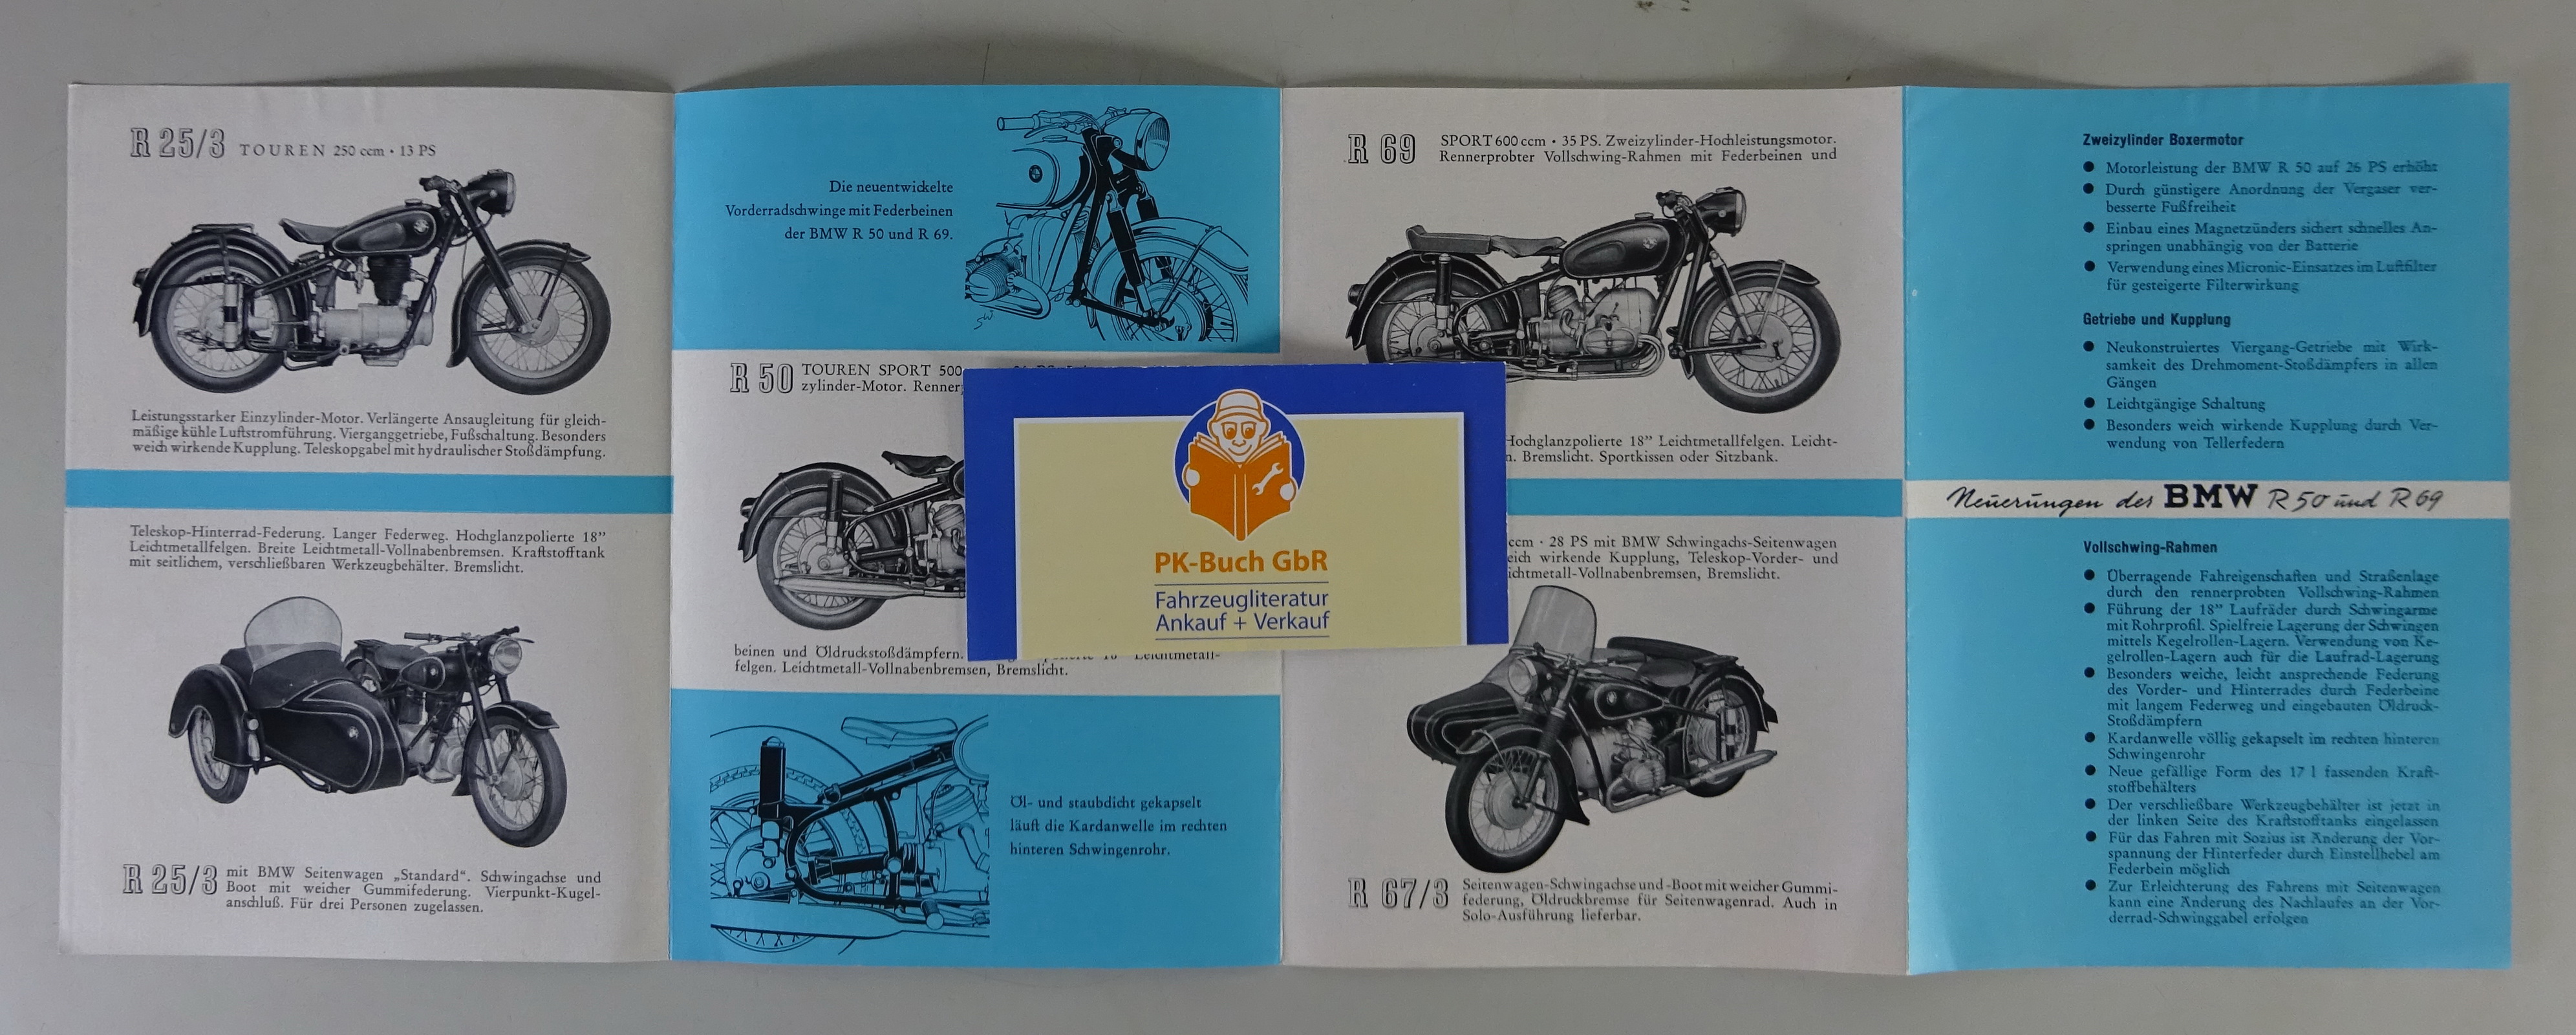 R 25/3 TOUREN 250 ccm • 13 PS
Leistungsstarker Einzylinder-Motor. Verlängerte Ansaugleitung für gleich-
mäßige kühle Luftstromführung. Vierganggetriebe, Fußschaltung. Besonders
weich wirkende Kupplung. Teleskopgabel mit hydraulischer Stoßdämpfung.
Teleskop-Hinterrad-Federung. Langer Federweg. Hochglanzpolierte 18”
Leichtmetallfelgen. Breite Leichtmetall-Vollnabenbremsen. Kraftstofftank
mit seitlichem, verschließbaren Werkzeugbehälter. Bremslicht.
R 25/3 mit BMW Seitenwagen „Standard“. Schwingachse und
Boot mit weicher Gummifederung. Vierpunkt-Kugel-
anschluß. Für drei Personen zugelassen.
Die neuentwickelte
Vorderradschwinge mit Federbeinen
der BMW R 50 und R 69.
SW
R 50 TOUREN SPORT 500
zylinder-Motor. Renner
beinen und Öldruckstoßdämpfern. Leichtmetall-
felgen. Leichtmetall-Vollnabenbremsen, Bremslicht.
Öl- und staubdicht gekapselt
läuft die Kardanwelle im rechten
hinteren Schwingenrohr.
PK-Buch GbR
Fahrzeugliteratur
Ankauf + Verkauf
R 69 SPORT 600 ccm • 35 PS. Zweizylinder-Hochleistungsmotor.
Rennerprobter Vollschwing-Rahmen mit Federbeinen und
Hochglanzpolierte 18” Leichtmetallfelgen. Leicht-
n. Bremslicht. Sportkissen oder Sitzbank.
ccm · 28 PS mit BMW Schwingachs-Seitenwagen
eich wirkende Kupplung, Teleskop-Vorder- und
ichtmetall-Vollnabenbremsen, Bremslicht.
R 67/3 Seitenwagen-Schwingachse und -Boot mit weicher Gummi-
federung, Öldruckbremse für Seitenwagenrad. Auch in
Solo-Ausführung lieferbar.
Zweizylinder Boxermotor
● Motorleistung der BMW R 50 auf 26 PS erhöht
● Durch günstigere Anordnung der Vergaser ver-
besserte Fußfreiheit
● Einbau eines Magnetzünders sichert schnelles An-
springen unabhängig von der Batterie
● Verwendung eines Micronic-Einsatzes im Luftfilter
für gesteigerte Filterwirkung
Getriebe und Kupplung
● Neukonstruiertes Viergang-Getriebe mit Wirk-
samkeit des Drehmoment-Stoßdämpfers in allen
Gängen
● Leichtgängige Schaltung
● Besonders weich wirkende Kupplung durch Ver-
wendung von Tellerfedern
Neuerungen der BMW R 50 und R 69
Vollschwing-Rahmen
● Überragende Fahreigenschaften und Straßenlage
durch den rennerprobten Vollschwing-Rahmen
● Führung der 18” Laufräder durch Schwingarme
mit Rohrprofil. Spielfreie Lagerung der Schwingen
mittels Kegelrollen-Lagern. Verwendung von Ke-
gelrollen-Lagern auch für die Laufrad-Lagerung
● Besonders weiche, leicht ansprechende Federung
des Vorder- und Hinterrades durch Federbeine
mit langem Federweg und eingebauten Öldruck-
Stoßdämpfern
● Kardanwelle völlig gekapselt im rechten hinteren
Schwingenrohr
● Neue gefällige Form des 17 l fassenden Kraft-
stoffbehälters
● Der verschließbare Werkzeugbehälter ist jetzt in
der linken Seite des Kraftstofftanks eingelassen
● Für das Fahren mit Sozius ist Änderung der Vor-
spannung der Hinterfeder durch Einstellhebel am
Federbein möglich
● Zur Erleichterung des Fahrens mit Seitenwagen
kann eine Änderung des Nachlaufes an der Vor-
derrad-Schwinggabel erfolgen